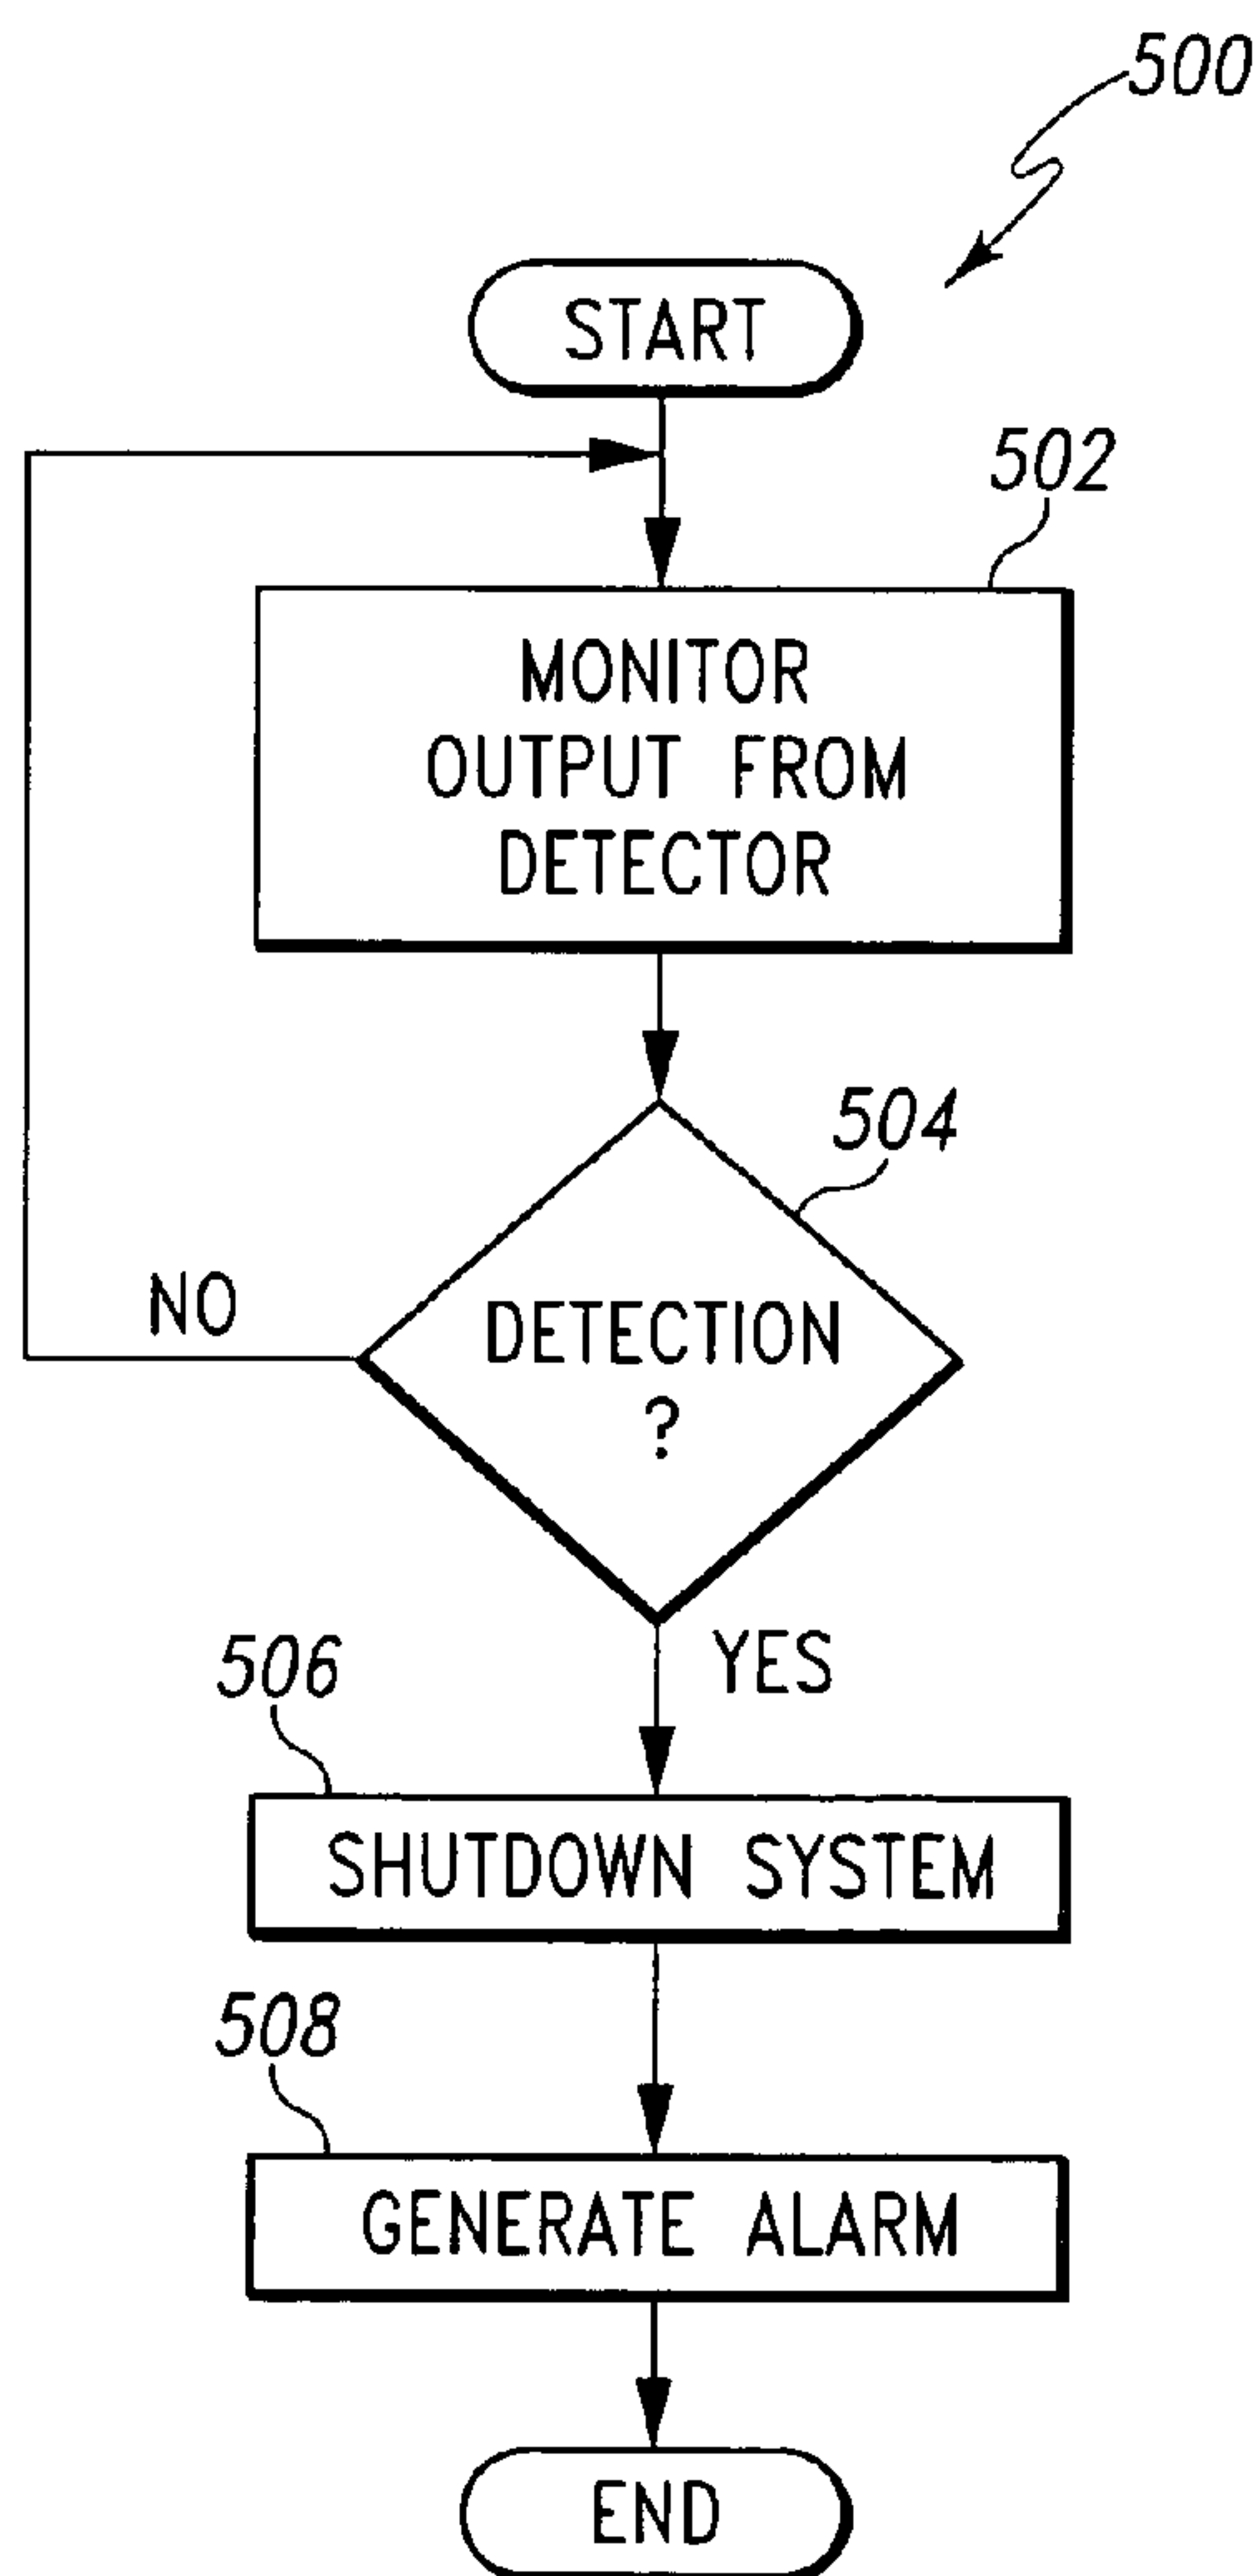 500
START
502
MONITOR
OUTPUT FROM
DETECTOR
504
NO
DETECTION
?
YES
506
SHUTDOWN SYSTEM
508
GENERATE ALARM
END